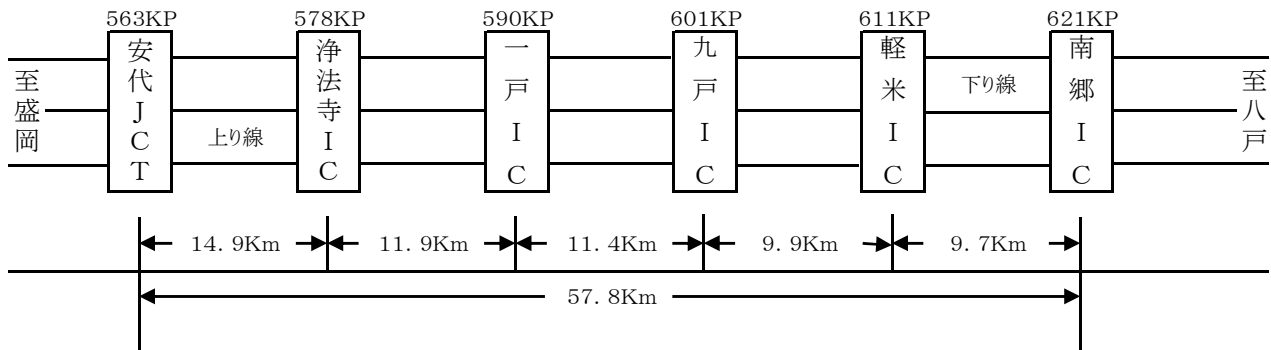 563KP 578KP 590KP 601KP 611KP 621KP
至盛岡
安代JCT
上り線
浄法寺IC
一戸IC
九戸IC
軽米IC
下り線
南郷IC
至八戸
14.9Km 11.9Km 11.4Km 9.9Km 9.7Km
57.8Km